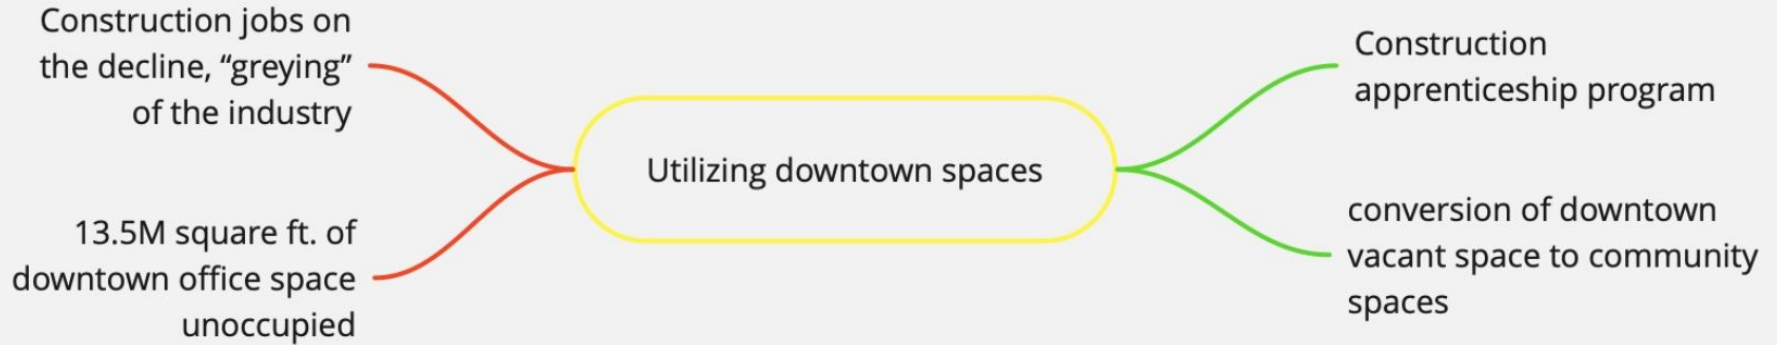 Construction jobs on
the decline, “greying”
of the industry
13.5M square ft. of
downtown office space
unoccupied
Utilizing downtown spaces
Construction
apprenticeship program
conversion of downtown
vacant space to community
spaces